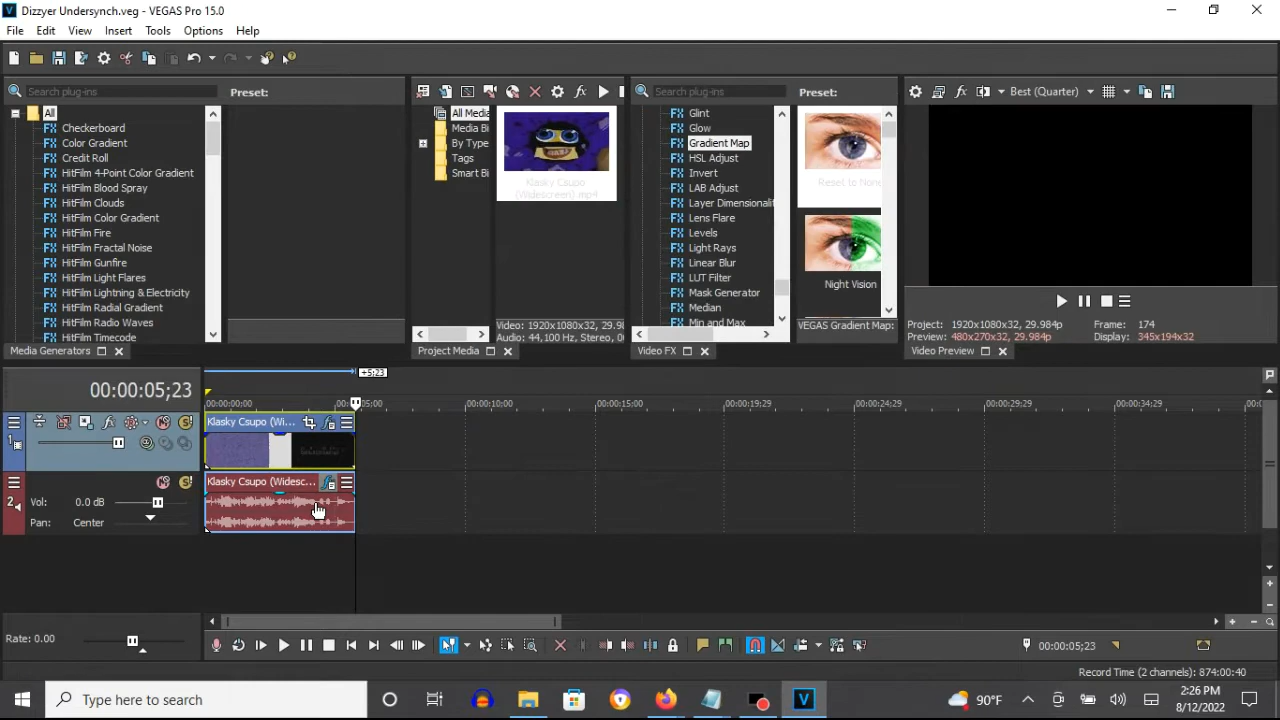 Dizzyer Undersynch.veg - VEGAS Pro 15.0
File Edit View Insert Tools Options Help
Search plug-ins
Preset:
All
Checkerboard
Color Gradient
Credit Roll
HitFilm 4-Point Color Gradient
HitFilm Blood Spray
HitFilm Clouds
HitFilm Color Gradient
HitFilm Fire
HitFilm Fractal Noise
HitFilm Gunfire
HitFilm Light Flares
HitFilm Lightning & Electricity
HitFilm Radial Gradient
HitFilm Radio Waves
HitFilm Timecode
Media Generators
All Media
Media Bi
By Type
Tags
Smart Bi
Klasky Csupo
(Widescreen).mp4
Video: 1920x1080x32, 29.9
Audio: 44,100 Hz, Stereo, 0
Project Media
Search plug-ins
Preset:
Glint
Glow
Gradient Map
HSL Adjust
Invert
LAB Adjust
Layer Dimensionalit
Lens Flare
Levels
Light Rays
Linear Blur
LUT Filter
Mask Generator
Median
Min and Max
Reset to None
Night Vision
VEGAS Gradient Map:
Video FX
Best (Quarter)
Project: 1920x1080x32, 29.984p
Frame: 174
Preview: 480x270x32, 29.984p
Display: 345x194x32
Video Preview
00:00:05;23
+5;23
00:00:00;00
00:00:10;00
00:00:15;00
00:00:19;29
00:00:24;29
00:00:29;29
00:00:34;29
1
Klasky Csupo (Wi...
2
Vol: 0.0 dB
Pan: Center
Klasky Csupo (Widesc...
Rate: 0.00
00:00:05;23
Record Time (2 channels): 874:00:40
Type here to search
90°F
2:26 PM
8/12/2022